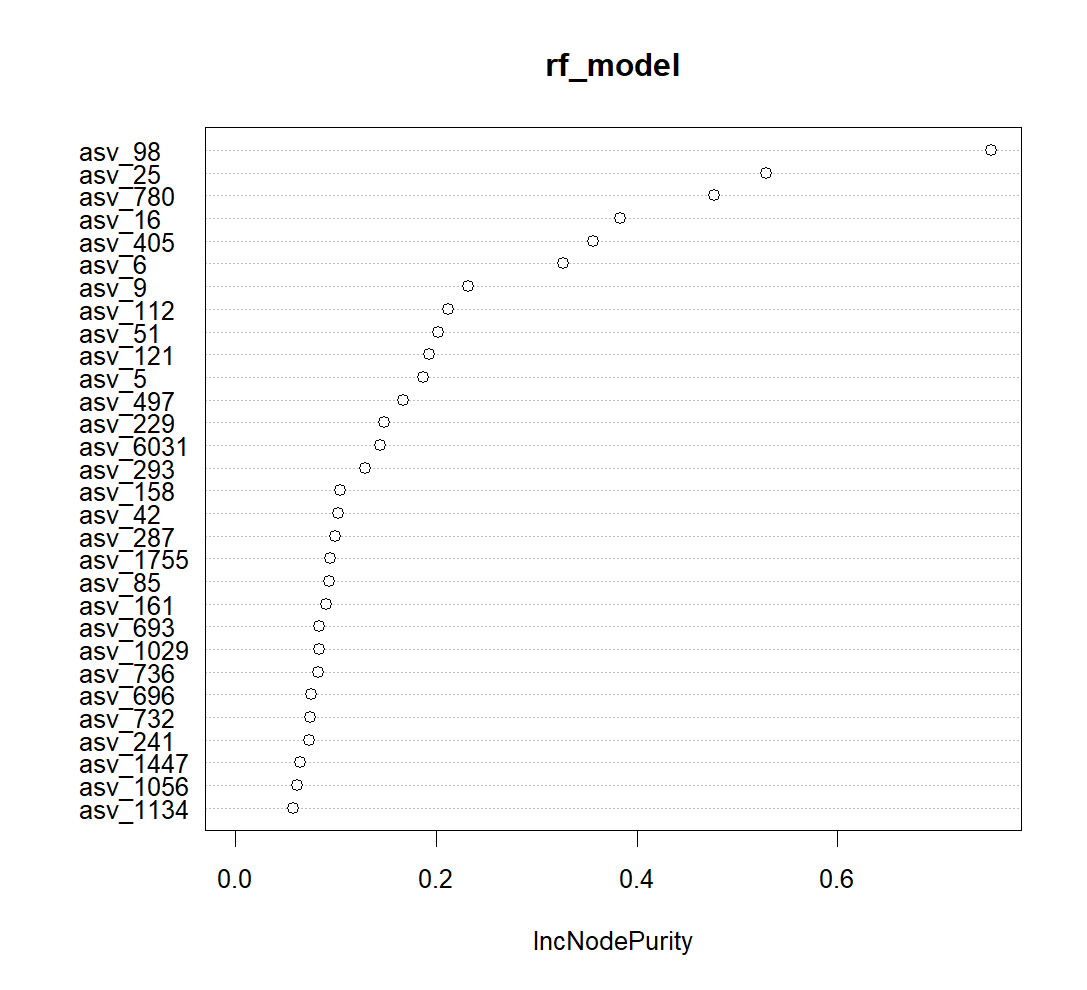 rf_model
asv_98
asv_25
asv_780
asv_16
asv_405
asv_6
asv_9
asv_112
asv_51
asv_121
asv_5
asv_497
asv_229
asv_6031
asv_293
asv_158
asv_42
asv_287
asv_1755
asv_85
asv_161
asv_693
asv_1029
asv_736
asv_696
asv_732
asv_241
asv_1447
asv_1056
asv_1134
0.0 0.2 0.4 0.6
IncNodePurity